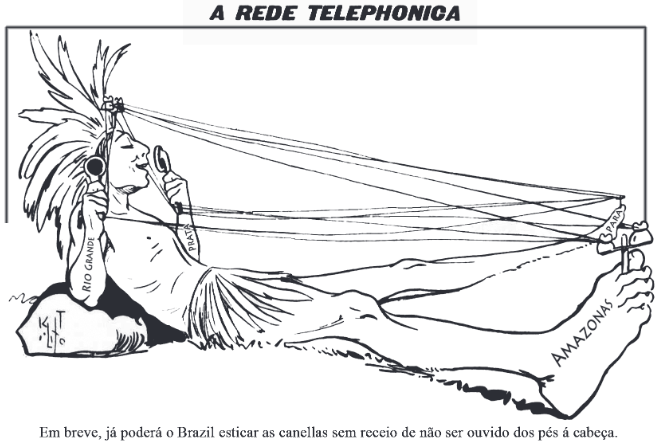 A REDE TELEPHONICA
RIO GRANDE
PRATA
PARÁ
AMAZONAS
Em breve, já poderá o Brazil esticar as canellas sem receio de não ser ouvido dos pés á cabeça.